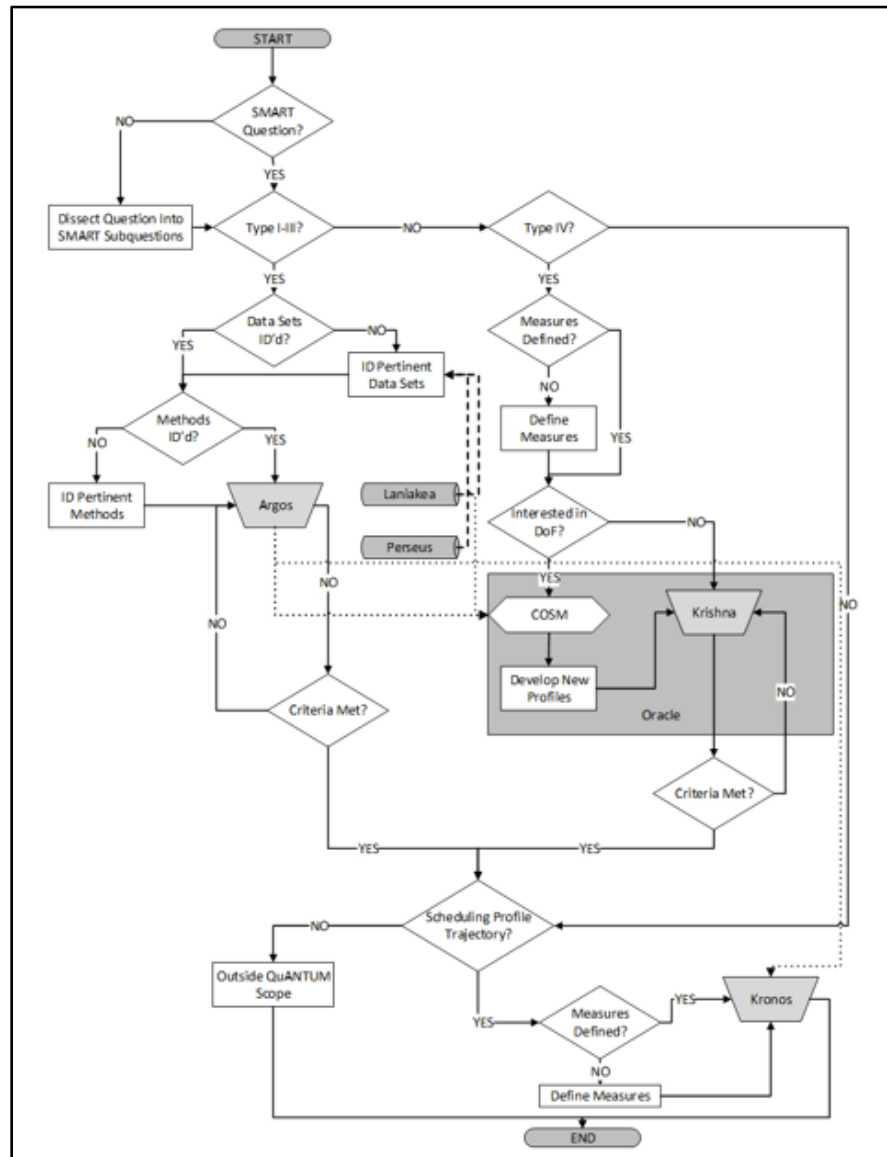 START
SMART
Question?
NO
YES
Dissect Question Into
SMART Subquestions
Type I-III?
NO
Type IV?
YES
YES
Data Sets
ID'd?
NO
YES
Measures
Defined?
ID Pertinent
Data Sets
NO
Methods
ID'd?
NO
YES
Define
Measures
YES
ID Pertinent
Methods
Argos
Laniakea
Interested in
DoF?
NO
Perseus
NO
YES
NO
NO
COSM
Krishna
Develop New
Profiles
NO
Oracle
Criteria Met?
Criteria Met?
YES
YES
Scheduling Profile
Trajectory?
NO
Outside QuANTUM
Scope
YES
Measures
Defined?
YES
Kronos
NO
Define Measures
END